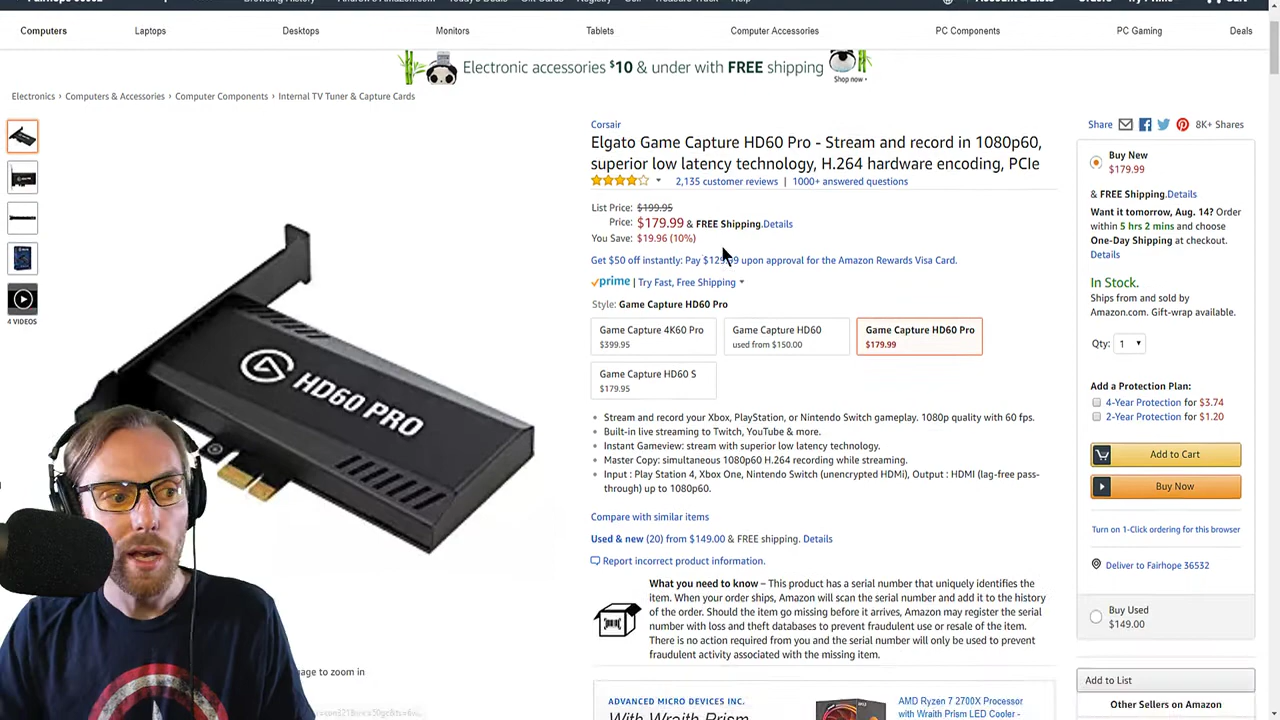 Computers
Laptops
Desktops
Monitors
Tablets
Computer Accessories
PC Components
PC Gaming
Deals
Electronic accessories $10 & under with FREE shipping
Shop now ›
Electronics › Computers & Accessories › Computer Components › Internal TV Tuner & Capture Cards
4 VIDEOS
HD60 PRO
Corsair
Elgato Game Capture HD60 Pro - Stream and record in 1080p60,
superior low latency technology, H.264 hardware encoding, PCIe
2,135 customer reviews | 1000+ answered questions
List Price: $199.95
Price: $179.99 & FREE Shipping.Details
You Save: $19.96 (10%)
Get $50 off instantly: Pay upon approval for the Amazon Rewards Visa Card.
prime | Try Fast, Free Shipping
Style: Game Capture HD60 Pro
Game Capture 4K60 Pro
$399.95
Game Capture HD60
used from $150.00
Game Capture HD60 Pro
$179.99
Game Capture HD60 S
$179.95
• Stream and record your Xbox, PlayStation, or Nintendo Switch gameplay. 1080p quality with 60 fps.
• Built-in live streaming to Twitch, YouTube & more.
• Instant Gameview: stream with superior low latency technology.
• Master Copy: simultaneous 1080p60 H.264 recording while streaming.
• Input : Play Station 4, Xbox One, Nintendo Switch (unencrypted HDMi), Output : HDMI (lag-free pass-
through) up to 1080p60.
Compare with similar items
Used & new (20) from $149.00 & FREE shipping. Details
Report incorrect product information.
What you need to know – This product has a serial number that uniquely identifies the
item. When your order ships, Amazon will scan the serial number and add it to the history
of the order. Should the item go missing before it arrives, Amazon may register the serial
number with loss and theft databases to prevent fraudulent use or resale of the item.
There is no action required from you and the serial number will only be used to prevent
fraudulent activity associated with the missing item.
ADVANCED MICRO DEVICES INC.
With Wraith Prism
AMD Ryzen 7 2700X Processor
with Wraith Prism LED Cooler -
to zoom in
Share 8K+ Shares
Buy New
$179.99
& FREE Shipping.Details
Want it tomorrow, Aug. 14? Order
within 5 hrs 2 mins and choose
One-Day Shipping at checkout.
Details
In Stock.
Ships from and sold by
Amazon.com. Gift-wrap available.
Qty: 1
Add a Protection Plan:
4-Year Protection for $3.74
2-Year Protection for $1.20
Add to Cart
Buy Now
Turn on 1-Click ordering for this browser
Deliver to Fairhope 36532
Buy Used
$149.00
Add to List
Other Sellers on Amazon